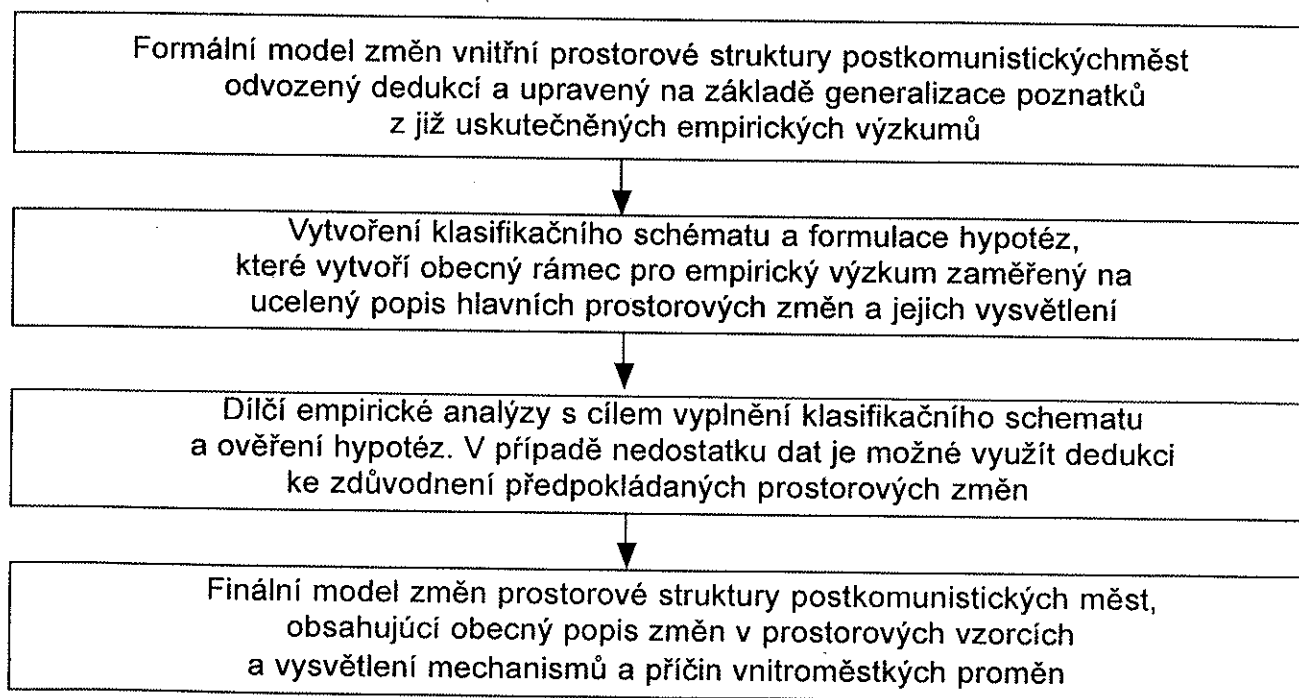 Formální model změn vnitřní prostorové struktury postkomunistickýchměst
odvozený dedukcí a upravený na základě generalizace poznatků
z již uskutečněných empirických výzkumů
Vytvoření klasifikačního schématu a formulace hypotéz,
které vytvoří obecný rámec pro empirický výzkum zaměřený na
ucelený popis hlavních prostorových změn a jejich vysvětlení
Dílčí empirické analýzy s cílem vyplnění klasifikačního schematu
a ověření hypotéz. V případě nedostatku dat je možné využít dedukci
ke zdůvodnění předpokládaných prostorových změn
Finální model změn prostorové struktury postkomunistických měst,
obsahujúcí obecný popis změn v prostorových vzorcích
a vysvětlení mechanismů a příčin vnitroměstkých proměn